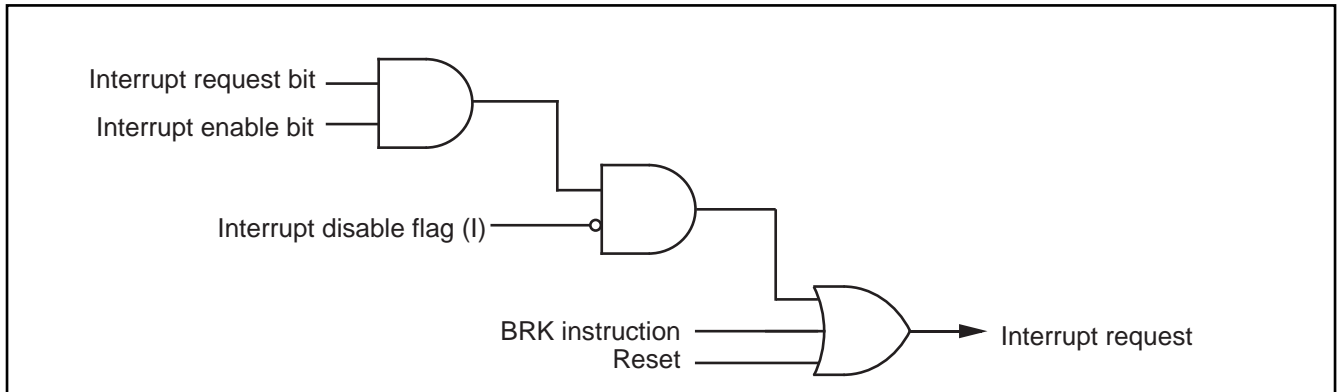 Interrupt request bit
Interrupt enable bit
Interrupt disable flag (I)
BRK instruction
Reset
Interrupt request